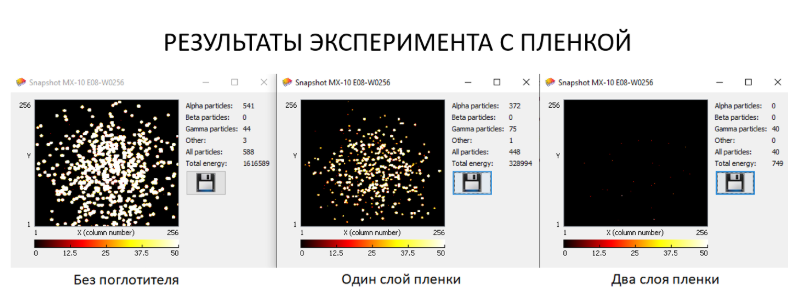 РЕЗУЛЬТАТЫ ЭКСПЕРИМЕНТА С ПЛЕНКОЙ
Snapshot MX-10 E08-W0256
256
Y
1
1 X (column number) 256
0 12.5 25 37.5 50
Alpha particles: 541
Beta particles: 0
Gamma particles: 44
Other: 3
All particles: 588
Total energy: 1616589
Без поглотителя
Snapshot MX-10 E08-W0256
256
Y
1
1 X (column number) 256
0 12.5 25 37.5 50
Alpha particles: 372
Beta particles: 0
Gamma particles: 75
Other: 1
All particles: 448
Total energy: 328994
Один слой пленки
Snapshot MX-10 E08-W0256
256
Y
1
1 X (column number) 256
0 12.5 25 37.5 50
Alpha particles: 0
Beta particles: 0
Gamma particles: 40
Other: 0
All particles: 40
Total energy: 749
Два слоя пленки